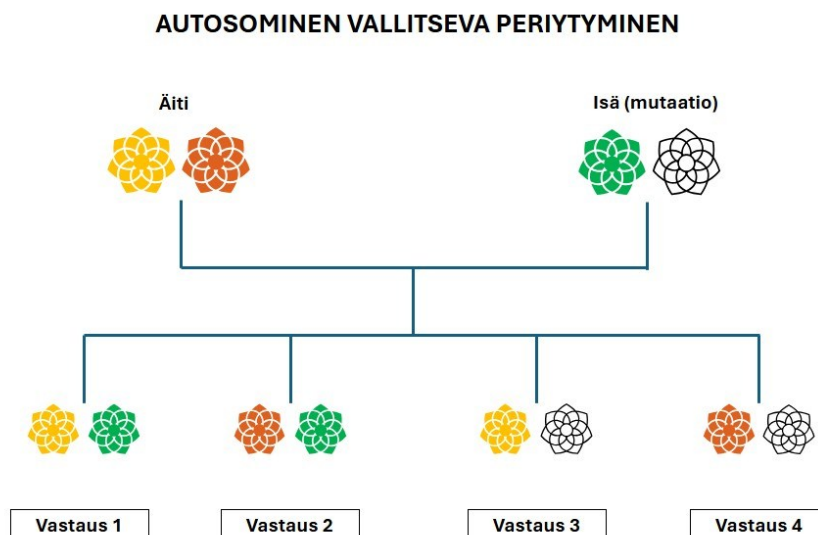 AUTOSOMINEN VALLITSEVA PERIYTYMINEN
Äiti
Isä (mutaatio)
Vastaus 1
Vastaus 2
Vastaus 3
Vastaus 4